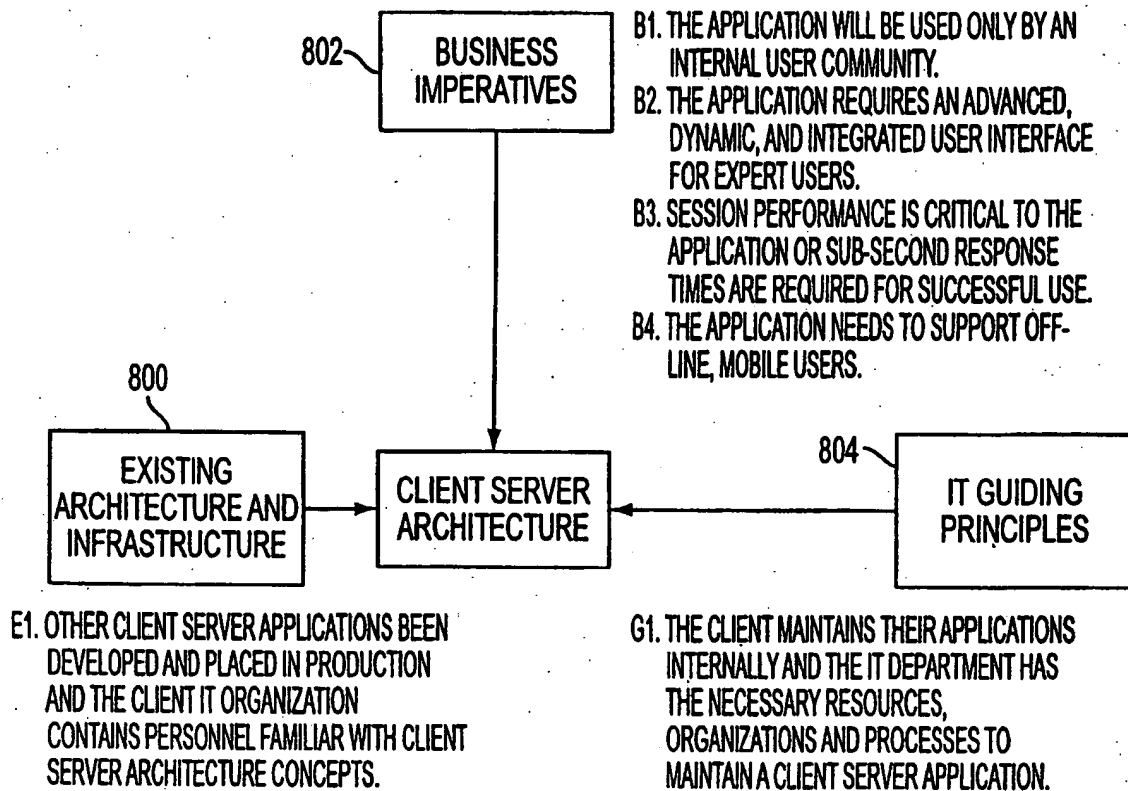 802
BUSINESS
IMPERATIVES
B1. THE APPLICATION WILL BE USED ONLY BY AN
INTERNAL USER COMMUNITY.
B2. THE APPLICATION REQUIRES AN ADVANCED,
DYNAMIC, AND INTEGRATED USER INTERFACE
FOR EXPERT USERS.
B3. SESSION PERFORMANCE IS CRITICAL TO THE
APPLICATION OR SUB-SECOND RESPONSE
TIMES ARE REQUIRED FOR SUCCESSFUL USE.
B4. THE APPLICATION NEEDS TO SUPPORT OFF-
LINE, MOBILE USERS.
800
EXISTING
ARCHITECTURE AND
INFRASTRUCTURE
CLIENT SERVER
ARCHITECTURE
804
IT GUIDING
PRINCIPLES
E1. OTHER CLIENT SERVER APPLICATIONS BEEN
DEVELOPED AND PLACED IN PRODUCTION
AND THE CLIENT IT ORGANIZATION
CONTAINS PERSONNEL FAMILIAR WITH CLIENT
SERVER ARCHITECTURE CONCEPTS.
G1. THE CLIENT MAINTAINS THEIR APPLICATIONS
INTERNALLY AND THE IT DEPARTMENT HAS
THE NECESSARY RESOURCES,
ORGANIZATIONS AND PROCESSES TO
MAINTAIN A CLIENT SERVER APPLICATION.